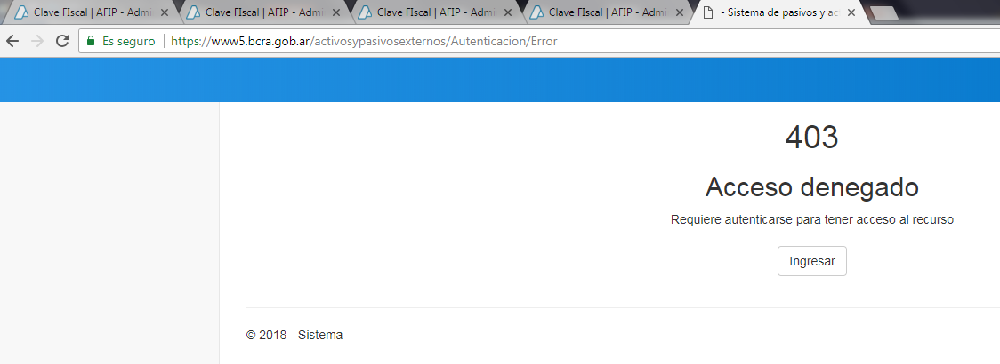 Clave FIscal | AFIP - Admi
Clave FIscal | AFIP - Admi
Clave FIscal | AFIP - Admi
Clave FIscal | AFIP - Admi
- Sistema de pasivos y ac
Es seguro | https://www5.bcra.gob.ar/activosypasivosexternos/Autenticacion/Error
403
Acceso denegado
Requiere autenticarse para tener acceso al recurso
Ingresar
© 2018 - Sistema